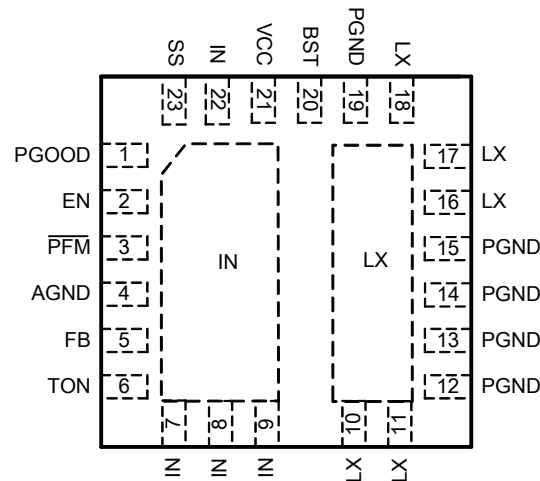 SS
IN
VCC
BST
PGND
LX
23
22
21
20
19
18
PGOOD 1
17 LX
EN 2
16 LX
PFM 3
15 PGND
IN
LX
AGND 4
14 PGND
FB 5
13 PGND
TON 6
12 PGND
7
8
9
10
11
IN
IN
IN
LX
LX